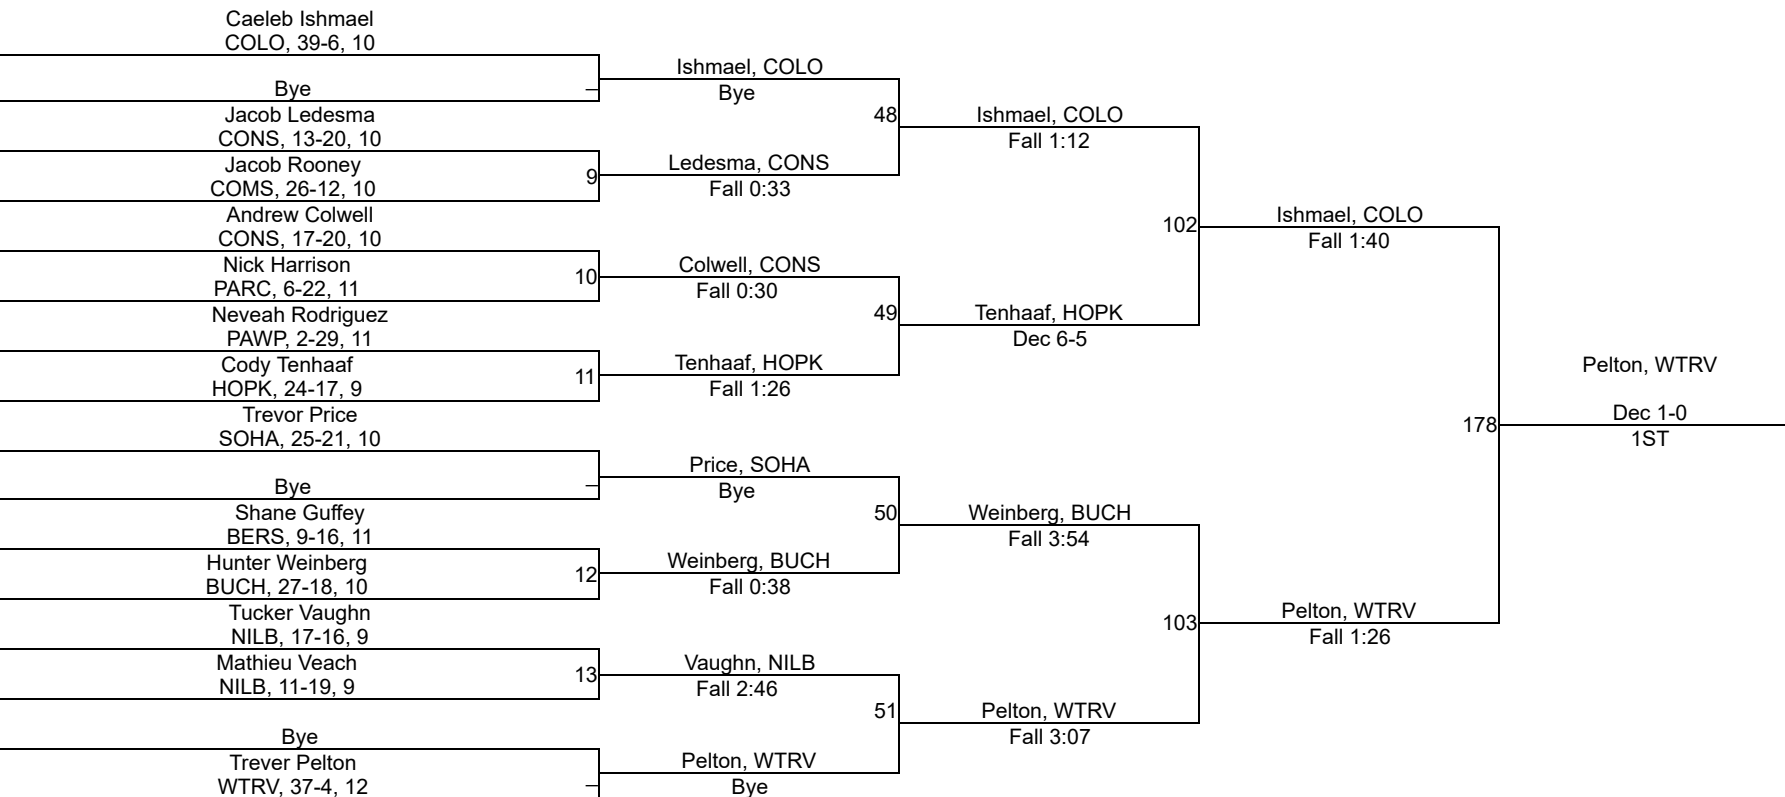 Caeleb Ishmael
COLO, 39-6, 10
Bye
Jacob Ledesma
CONS, 13-20, 10
Jacob Rooney
COMS, 26-12, 10
Andrew Colwell
CONS, 17-20, 10
Nick Harrison
PARC, 6-22, 11
Neveah Rodriguez
PAWP, 2-29, 11
Cody Tenhaaf
HOPK, 24-17, 9
Trevor Price
SOHA, 25-21, 10
Bye
Shane Guffey
BERS, 9-16, 11
Hunter Weinberg
BUCH, 27-18, 10
Tucker Vaughn
NILB, 17-16, 9
Mathieu Veach
NILB, 11-19, 9
Bye
Trever Pelton
WTRV, 37-4, 12
9
10
11
12
13
Ishmael, COLO
Bye
Ledesma, CONS
Fall 0:33
Colwell, CONS
Fall 0:30
Tenhaaf, HOPK
Fall 1:26
Price, SOHA
Bye
Weinberg, BUCH
Fall 0:38
Vaughn, NILB
Fall 2:46
Pelton, WTRV
Bye
48
49
50
51
Ishmael, COLO
Fall 1:12
Tenhaaf, HOPK
Dec 6-5
Weinberg, BUCH
Fall 3:54
Pelton, WTRV
Fall 3:07
102
103
Ishmael, COLO
Fall 1:40
Pelton, WTRV
Fall 1:26
178
Pelton, WTRV
Dec 1-0
1ST